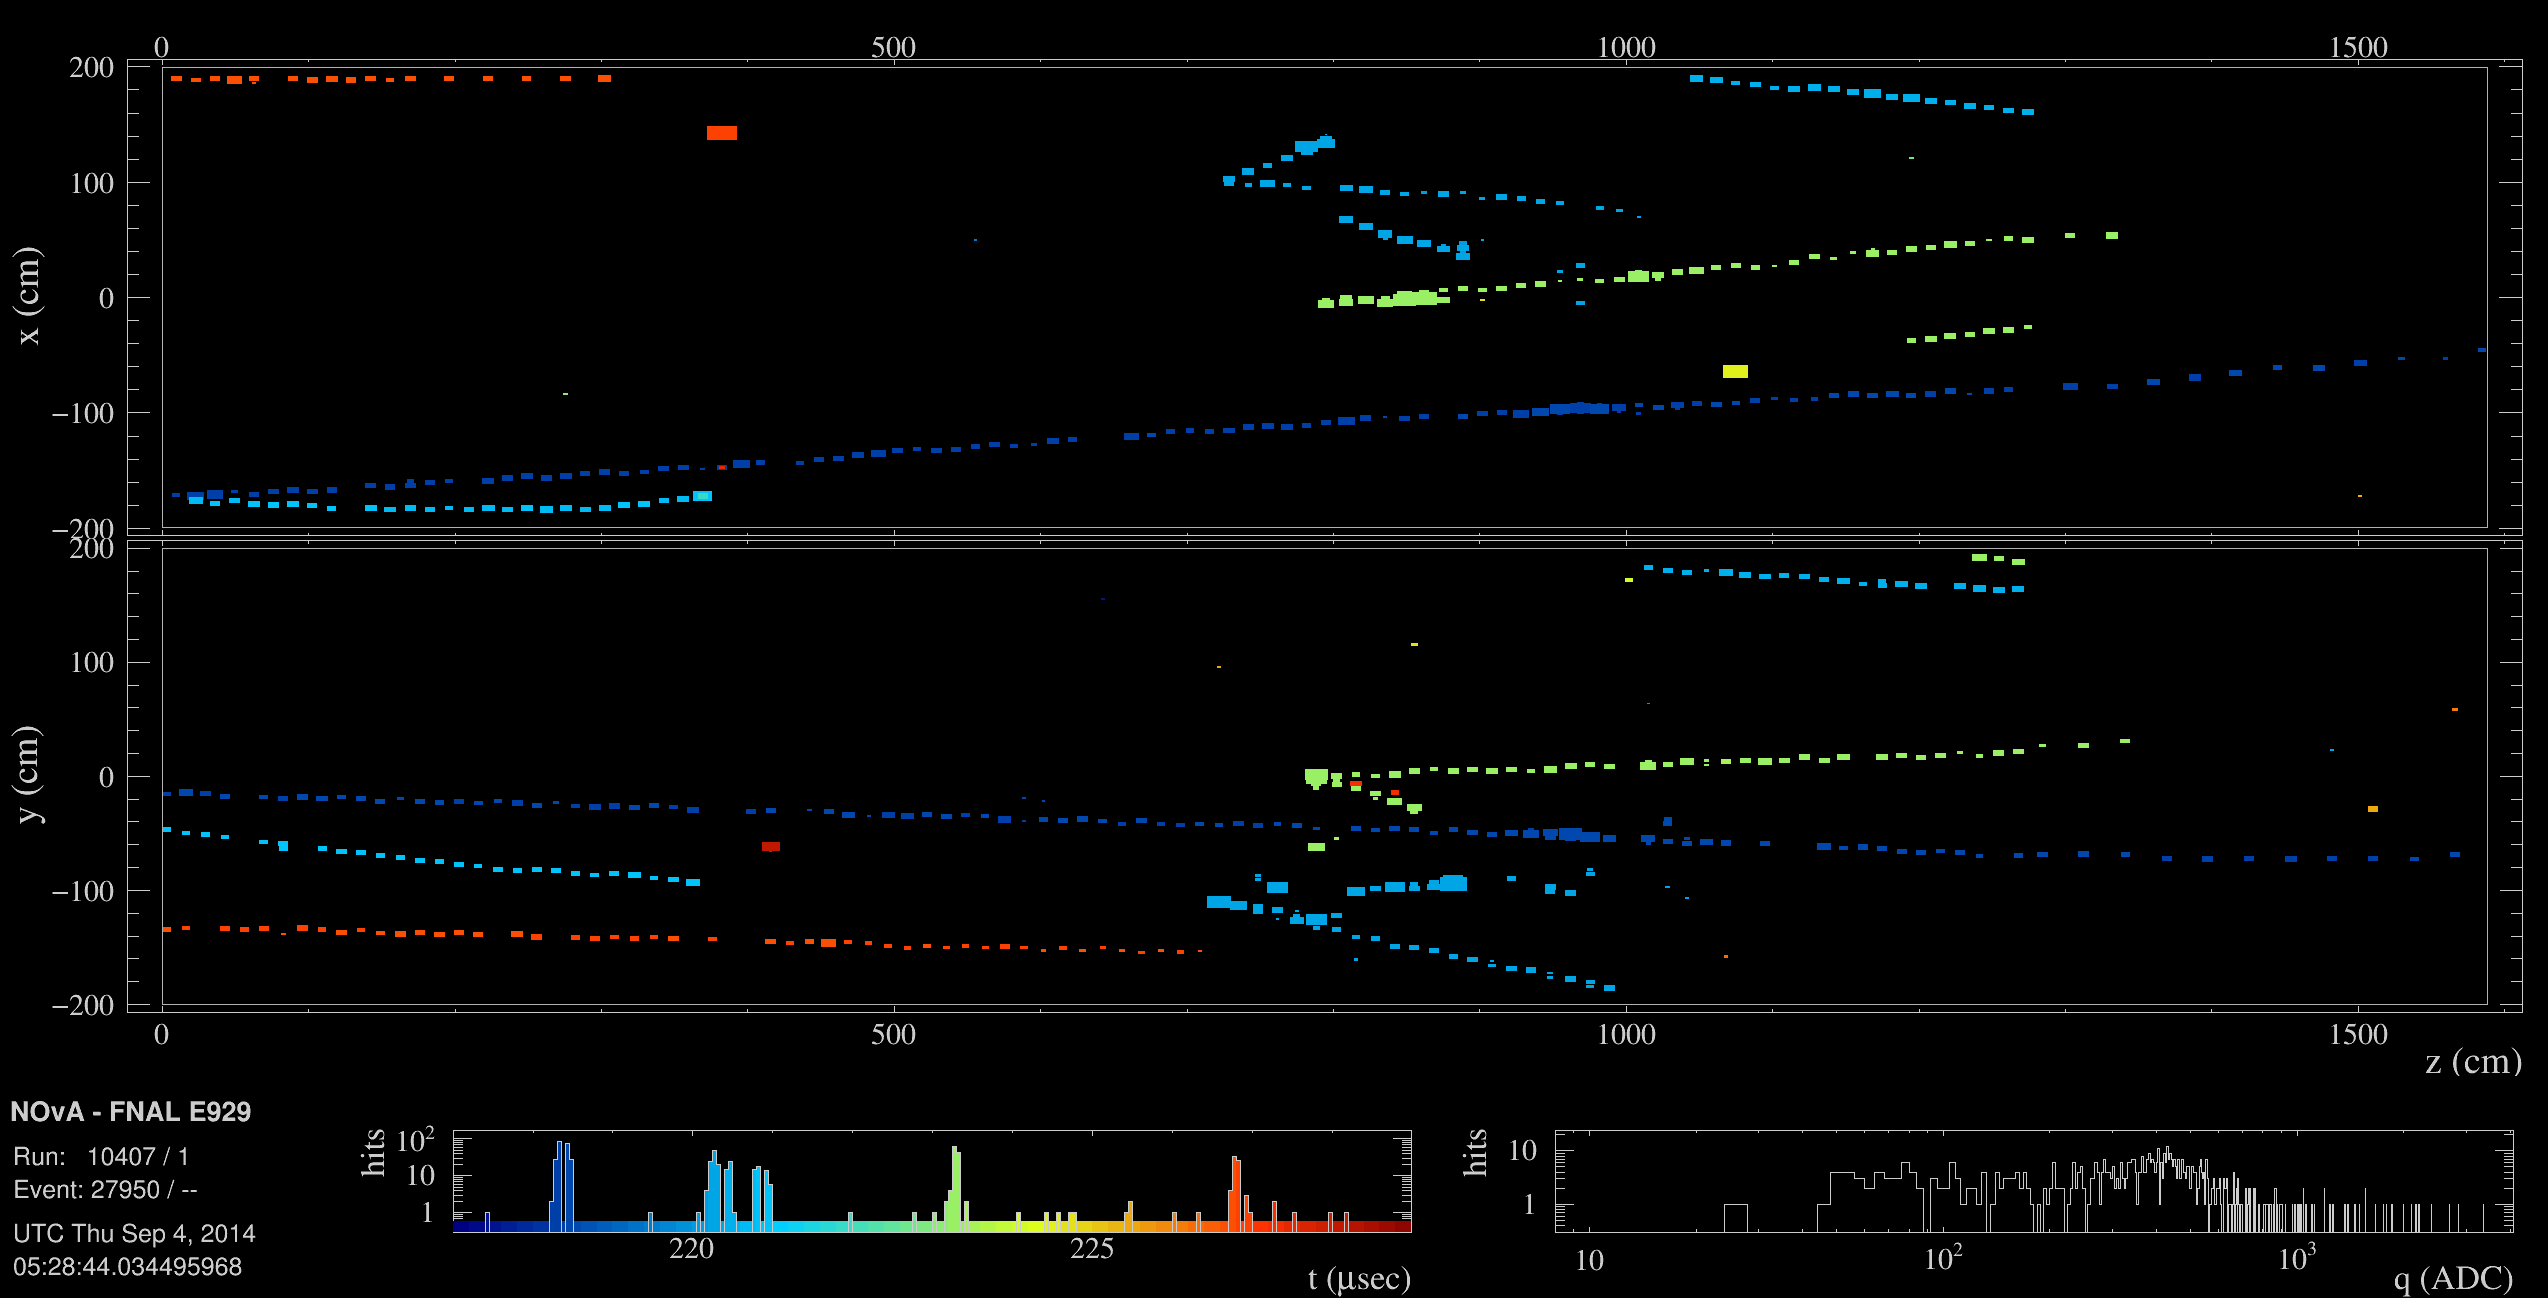 0 500 1000 1500
200
100
0
−100
−200
x (cm)
200
100
0
−100
−200
y (cm)
0 500 1000 1500
z (cm)
NOvA - FNAL E929
Run: 10407 / 1
Event: 27950 / --
UTC Thu Sep 4, 2014
05:28:44.034495968
hits
10²
10
1
220 225
t (μsec)
hits
10
1
10 10² 10³
q (ADC)